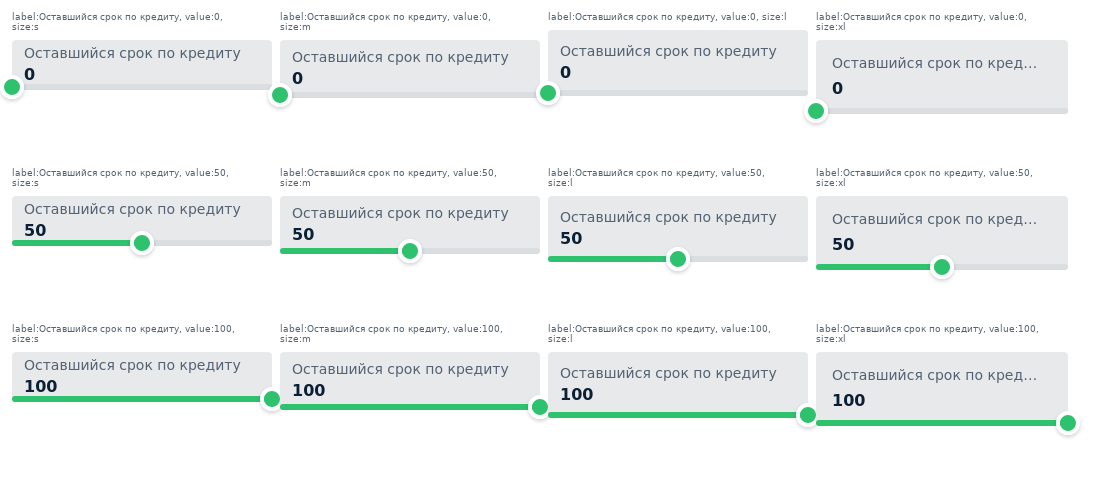 label:Оставшийся срок по кредиту, value:0,
size:s
Оставшийся срок по кредиту
0
label:Оставшийся срок по кредиту, value:0,
size:m
Оставшийся срок по кредиту
0
label:Оставшийся срок по кредиту, value:0, size:l
Оставшийся срок по кредиту
0
label:Оставшийся срок по кредиту, value:0,
size:xl
Оставшийся срок по кред...
0
label:Оставшийся срок по кредиту, value:50,
size:s
Оставшийся срок по кредиту
50
label:Оставшийся срок по кредиту, value:50,
size:m
Оставшийся срок по кредиту
50
label:Оставшийся срок по кредиту, value:50,
size:l
Оставшийся срок по кредиту
50
label:Оставшийся срок по кредиту, value:50,
size:xl
Оставшийся срок по кред...
50
label:Оставшийся срок по кредиту, value:100,
size:s
Оставшийся срок по кредиту
100
label:Оставшийся срок по кредиту, value:100,
size:m
Оставшийся срок по кредиту
100
label:Оставшийся срок по кредиту, value:100,
size:l
Оставшийся срок по кредиту
100
label:Оставшийся срок по кредиту, value:100,
size:xl
Оставшийся срок по кред...
100